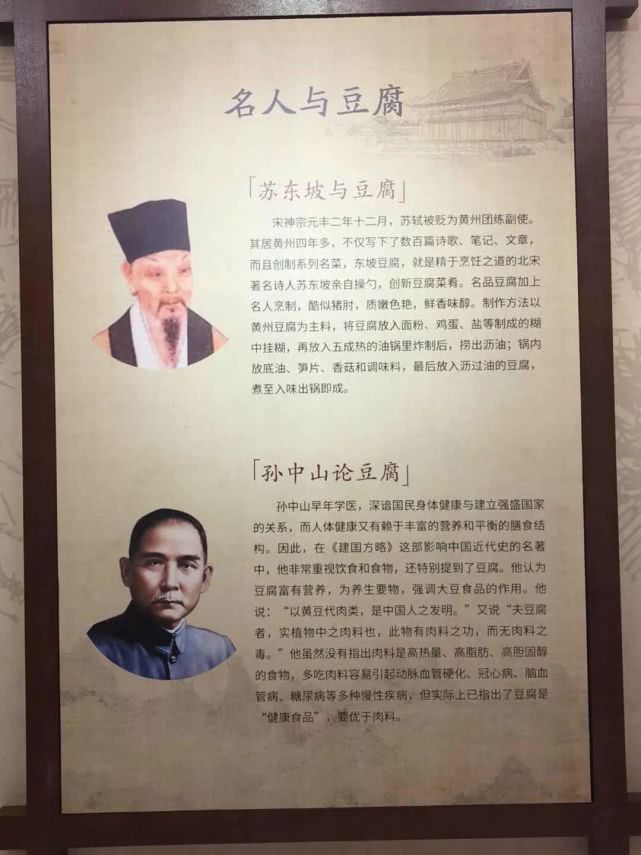 名人与豆腐
「苏东坡与豆腐」
宋神宗元丰二年十二月，苏轼被贬为黄州团练副使。
其居黄州四年多，不仅写下了数百篇诗歌、笔记、文章，
而且创制系列名菜，东坡豆腐，就是精于烹饪之道的北宋
著名诗人苏东坡亲自操勺，创新豆腐菜肴。名品豆腐加上
名人烹制，酷似猪肘，质嫩色艳，鲜香味醇。制作方法以
黄州豆腐为主料，将豆腐放入面粉、鸡蛋、盐等制成的糊
中挂糊，再放入五成热的油锅里炸制后，捞出沥油；锅内
放底油、笋片、香菇和调味料，最后放入沥过油的豆腐，
煮至入味出锅即成。
「孙中山论豆腐」
孙中山早年学医，深谙国民身体健康与建立强盛国家
的关系，而人体健康又有赖于丰富的营养和平衡的膳食结
构。因此，在《建国方略》这部影响中国近代史的名著
中，他非常重视饮食和食物，还特别提到了豆腐。他认为
豆腐富有营养，为养生要物，强调大豆食品的作用。他
说：“以黄豆代肉类，是中国人之发明。”又说“夫豆腐
者，实植物中之肉料也，此物有肉料之功，而无肉料之
毒。”他虽然没有指出肉料是高热量、高脂肪、高胆固醇
的食物，多吃肉料容易引起动脉血管硬化、冠心病、脑血
管病、糖尿病等多种慢性疾病，但实际上已指出了豆腐是
“健康食品”，要优于肉料。